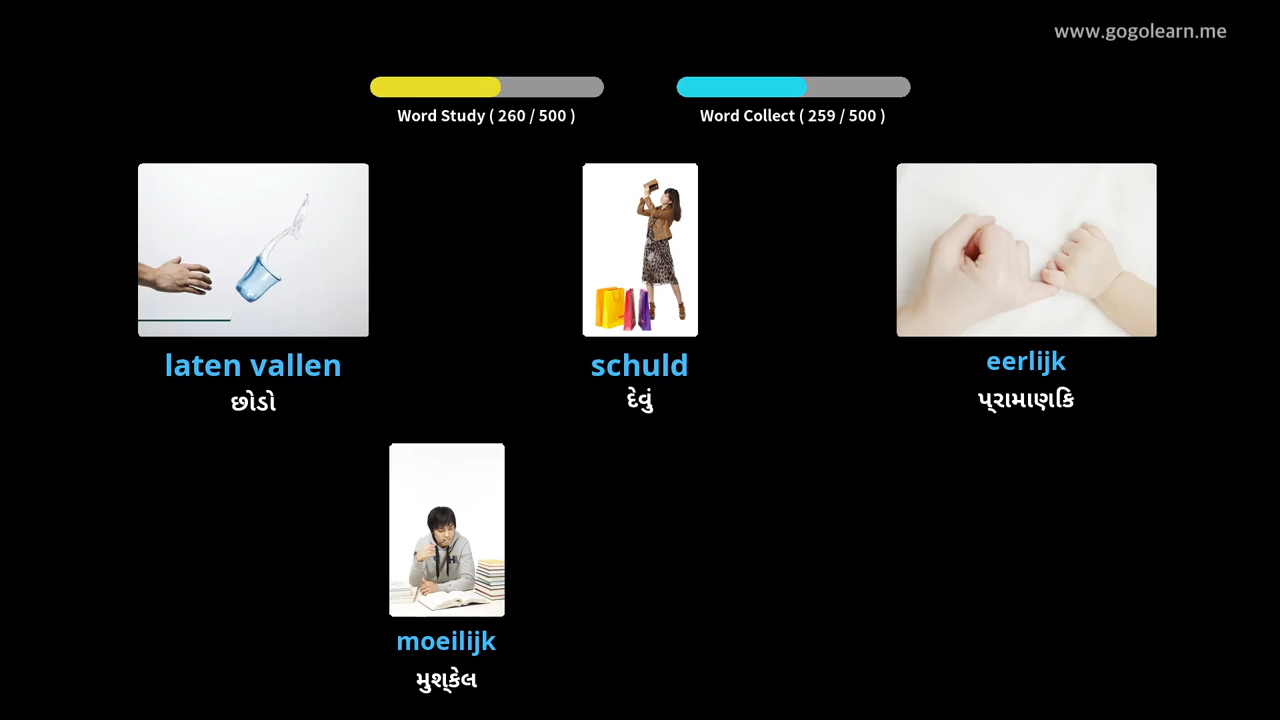 www.gogolearn.me
Word Study ( 260 / 500 )
Word Collect ( 259 / 500 )
laten vallen
schuld
eerlijk
છોડો
દેવું
પ્રામાણિક
moeilijk
મુશ્કેલ